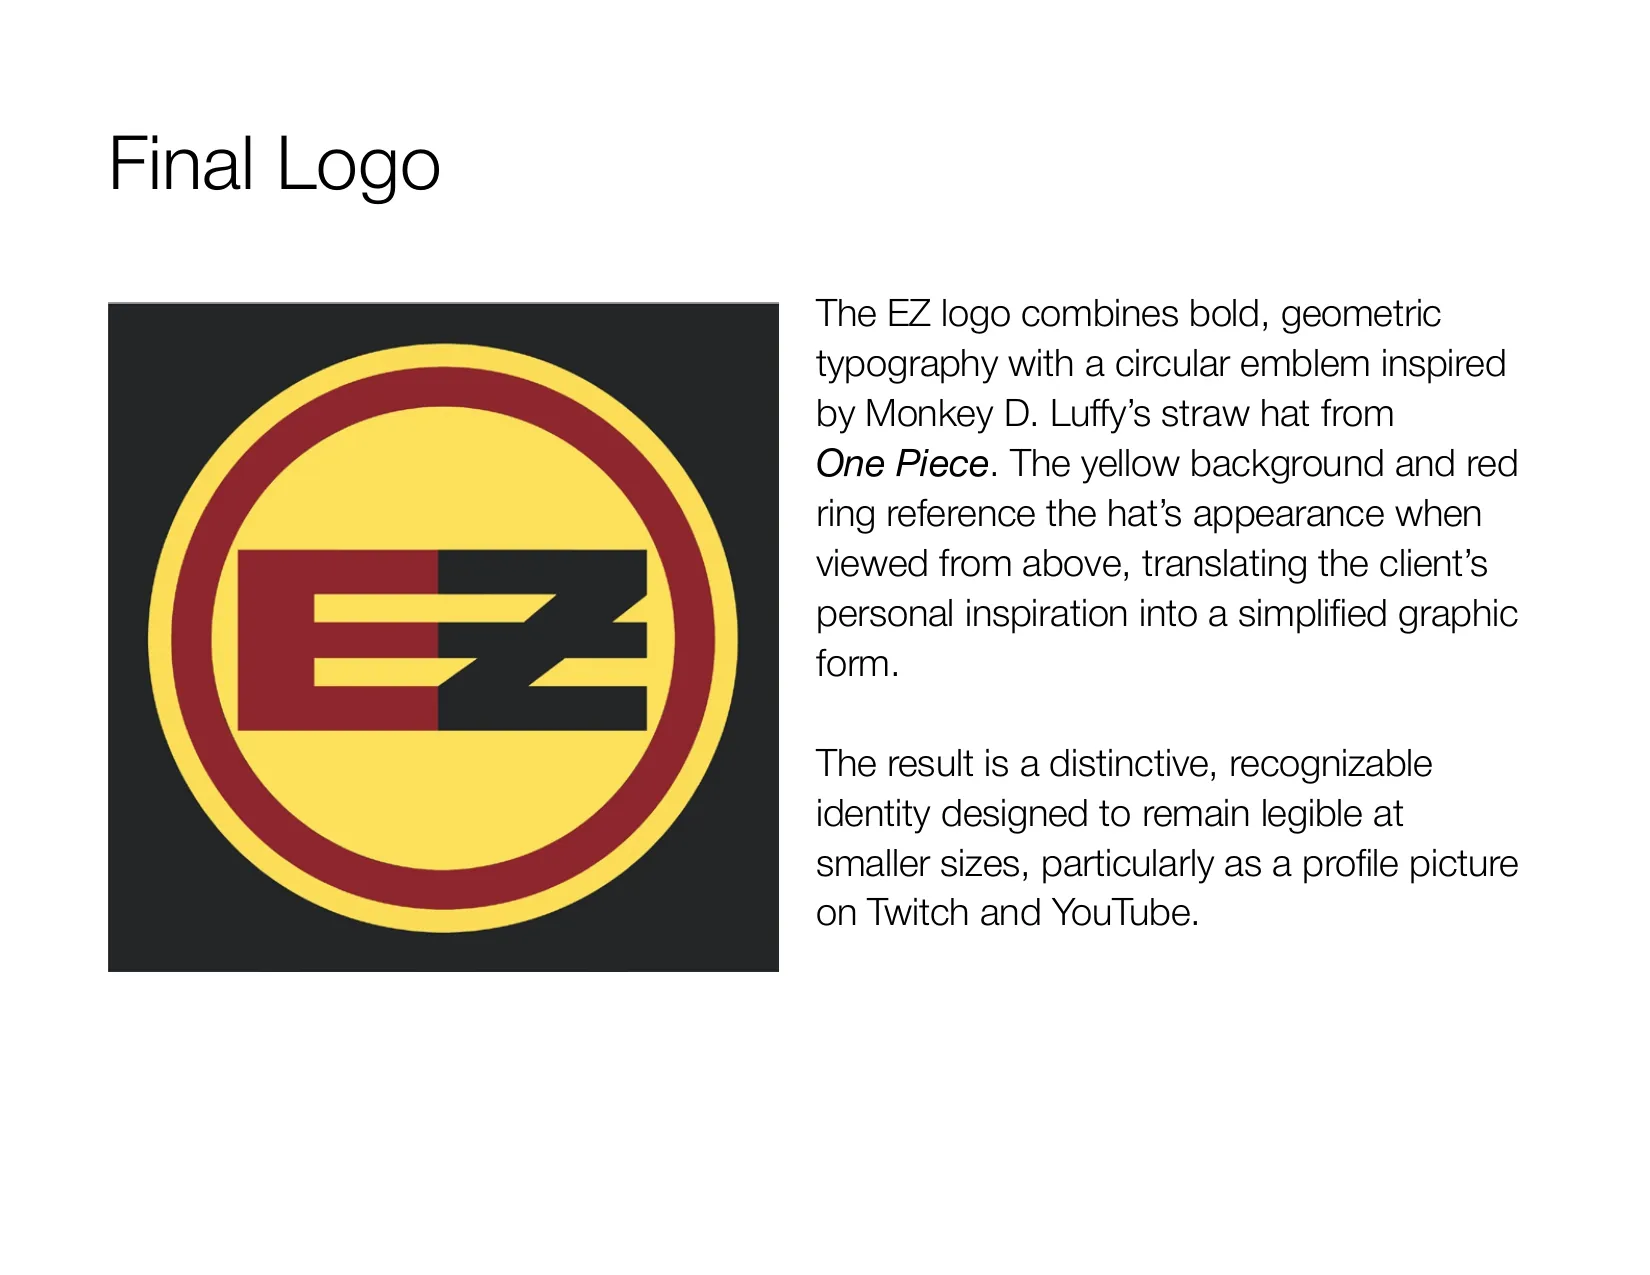 Final Logo
EZ
The EZ logo combines bold, geometric
typography with a circular emblem inspired
by Monkey D. Luffy’s straw hat from
One Piece. The yellow background and red
ring reference the hat’s appearance when
viewed from above, translating the client’s
personal inspiration into a simplified graphic
form.
The result is a distinctive, recognizable
identity designed to remain legible at
smaller sizes, particularly as a profile picture
on Twitch and YouTube.